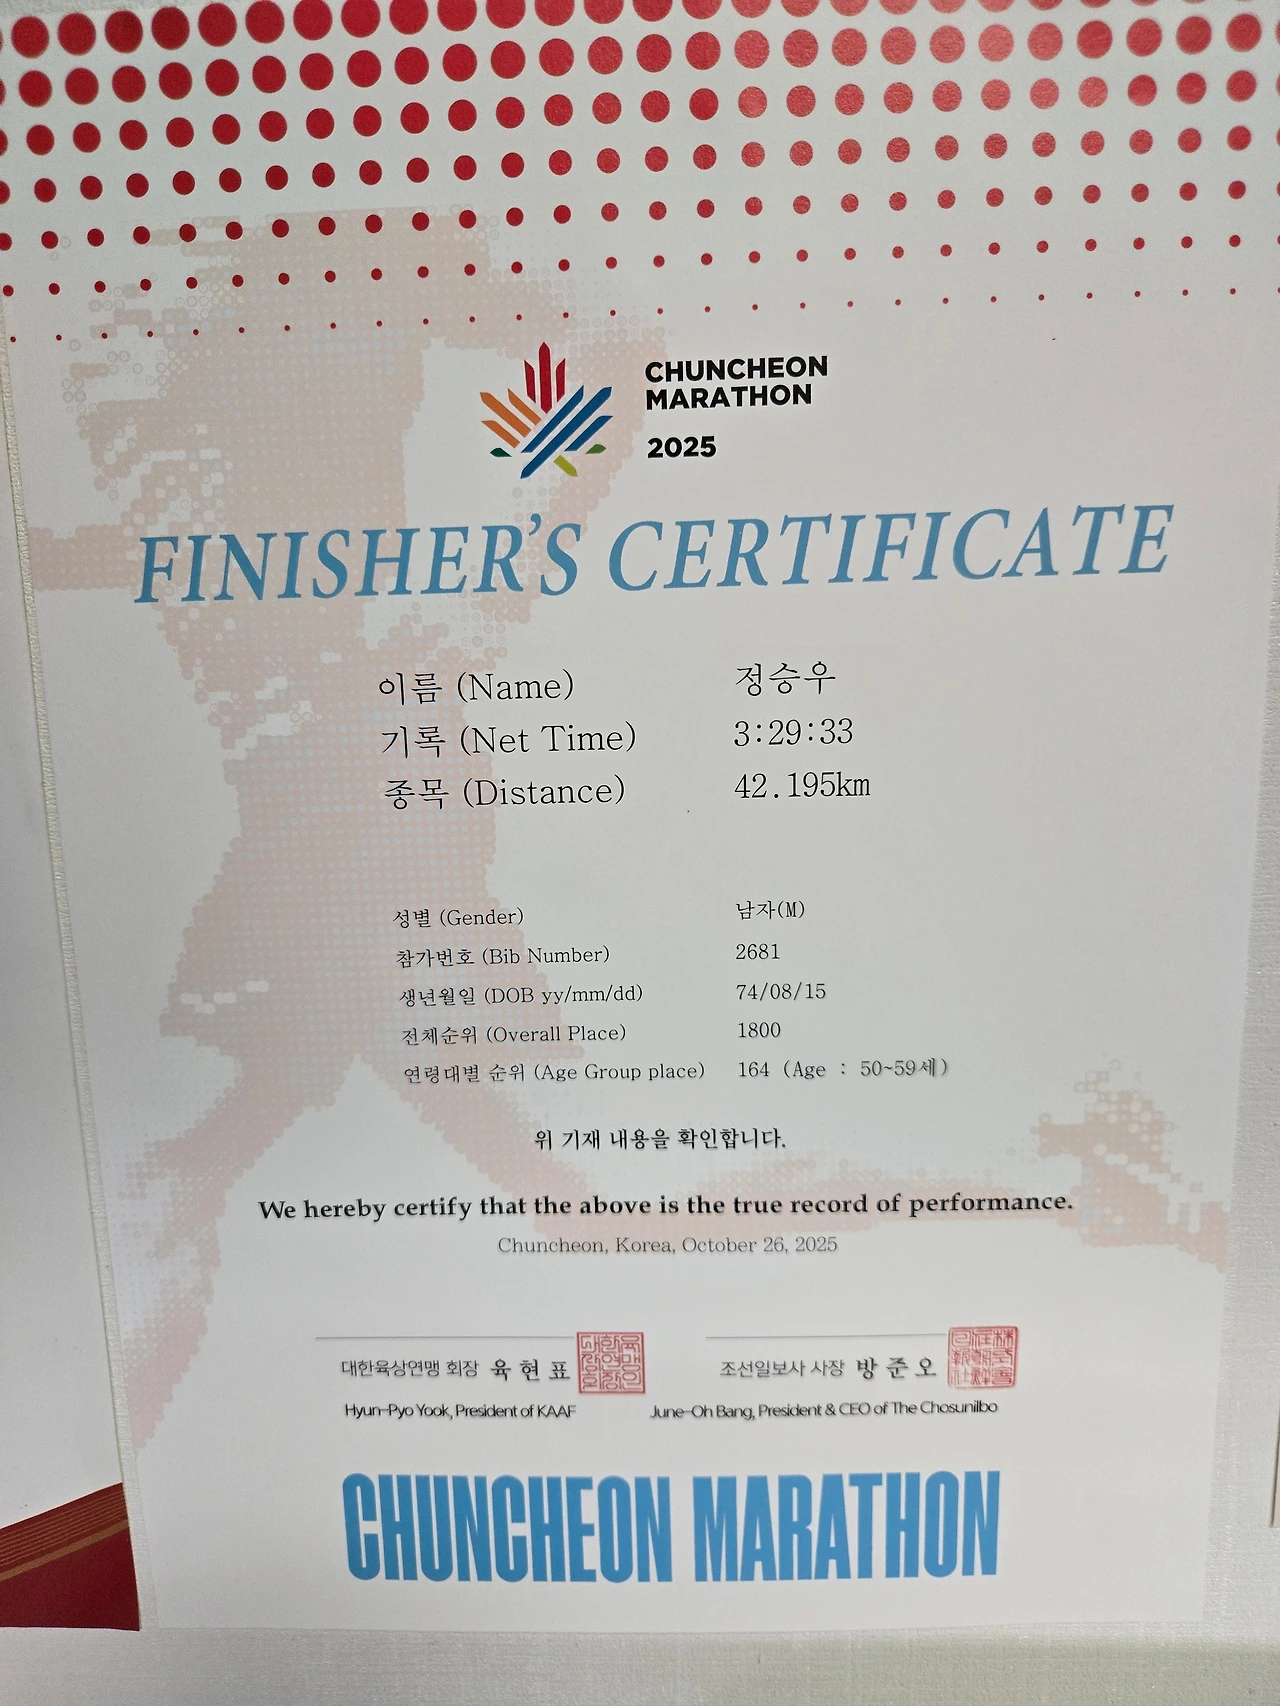 CHUNCHEON
MARATHON
2025
FINISHER'S CERTIFICATE
이름 (Name) 정승우
기록 (Net Time) 3:29:33
종목 (Distance) 42.195km
성별 (Gender) 남자(M)
참가번호 (Bib Number) 2681
생년월일 (DOB yy/mm/dd) 74/08/15
전체순위 (Overall Place) 1800
연령대별 순위 (Age Group place) 164 (Age : 50~59세)
위 기재 내용을 확인합니다.
We hereby certify that the above is the true record of performance.
Chuncheon, Korea, October 26, 2025
대한육상연맹 회장 육현표
Hyun-Pyo Yook, President of KAAF
조선일보사 사장 방준오
June-Oh Bang, President & CEO of The Chosunilbo
CHUNCHEON MARATHON